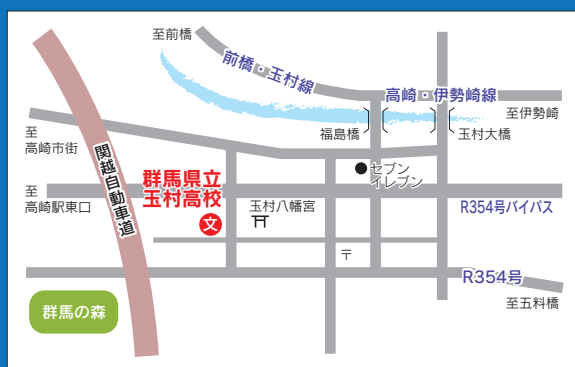 至前橋
前橋・玉村線
高崎・伊勢崎線
至伊勢崎
福島橋
玉村大橋
至
高崎市街
関越自動車道
セブン
イレブン
群馬県立
玉村高校
文
至
高崎駅東口
玉村八幡宮
R354号バイパス
〒
R354号
群馬の森
至五料橋